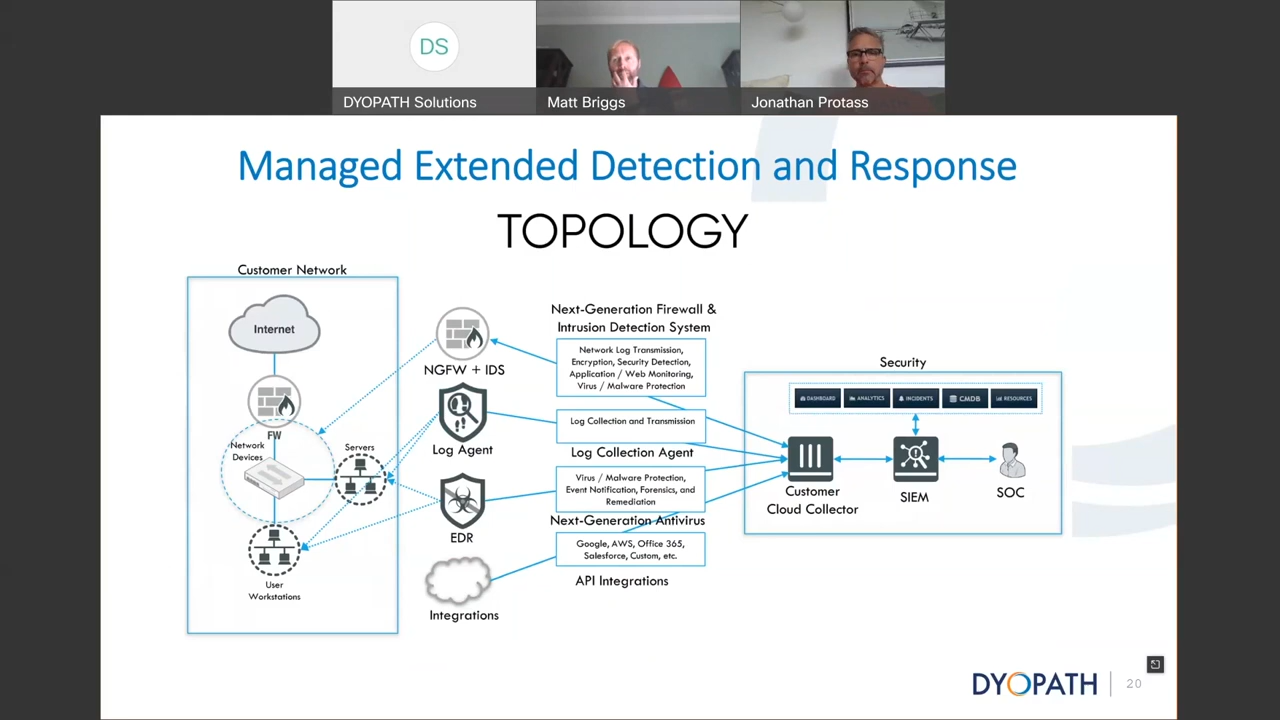 DS
DYOPATH Solutions
Matt Briggs
Jonathan Protass
Managed Extended Detection and Response
TOPOLOGY
Customer Network
Internet
FW
Network
Devices
Servers
User
Workstations
NGFW + IDS
Log Agent
EDR
Integrations
Next-Generation Firewall &
Intrusion Detection System
Network Log Transmission,
Encryption, Security Detection,
Application / Web Monitoring,
Virus / Malware Protection
Log Collection and Transmission
Log Collection Agent
Virus / Malware Protection,
Event Notification, Forensics, and
Remediation
Next-Generation Antivirus
Google, AWS, Office 365,
Salesforce, Custom, etc.
API Integrations
Security
DASHBOARD
ANALYTICS
INCIDENTS
CMDB
RESOURCES
Customer
Cloud Collector
SIEM
SOC
DYOPATH
20